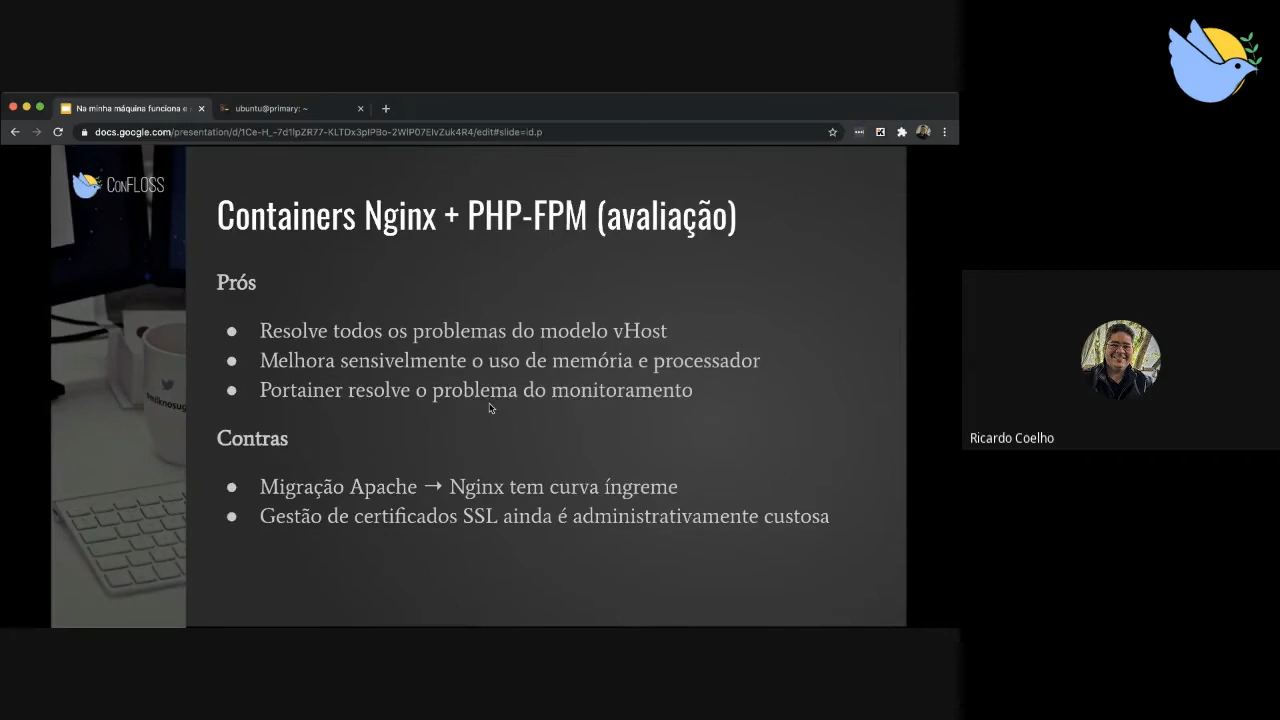 Na minha máquina funciona e
ubuntu@primary: ~
docs.google.com/presentation/d/1Ce-H_-7d1lpZR77-KLTDx3pIPBo-2WIP07EIvZuk4R4/edit#slide=id.p
ConFLOSS
Containers Nginx + PHP-FPM (avaliação)
Prós
● Resolve todos os problemas do modelo vHost
● Melhora sensivelmente o uso de memória e processador
● Portainer resolve o problema do monitoramento
Contras
● Migração Apache → Nginx tem curva íngreme
● Gestão de certificados SSL ainda é administrativamente custosa
Ricardo Coelho